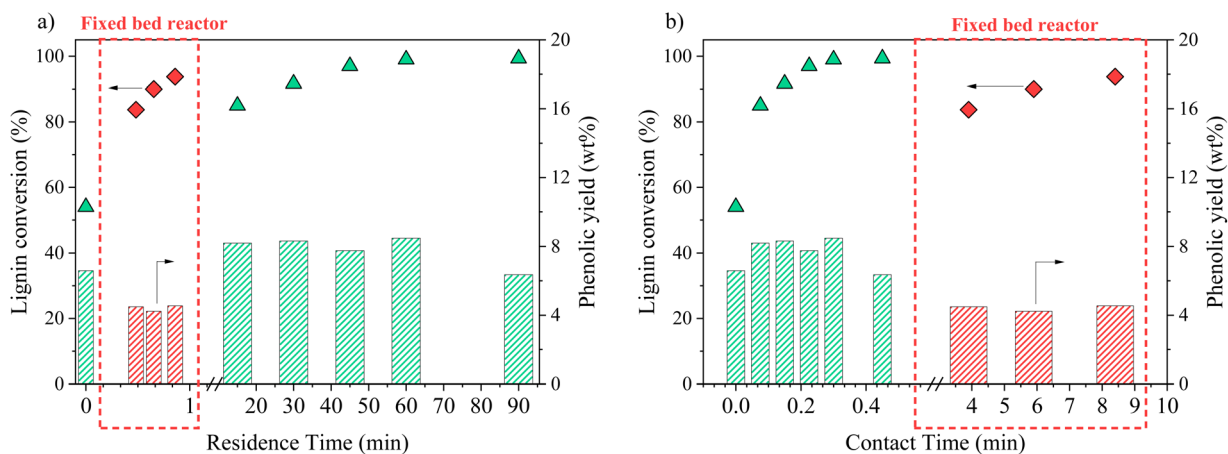 a)
Fixed bed reactor
100
80
60
40
20
0
Lignin conversion (%)
20
16
12
8
4
0
Phenolic yield (wt%)
0 1 20 30 40 50 60 70 80 90
Residence Time (min)
b)
Fixed bed reactor
100
80
60
40
20
0
Lignin conversion (%)
20
16
12
8
4
0
Phenolic yield (wt%)
0.0 0.2 0.4 4 5 6 7 8 9 10
Contact Time (min)